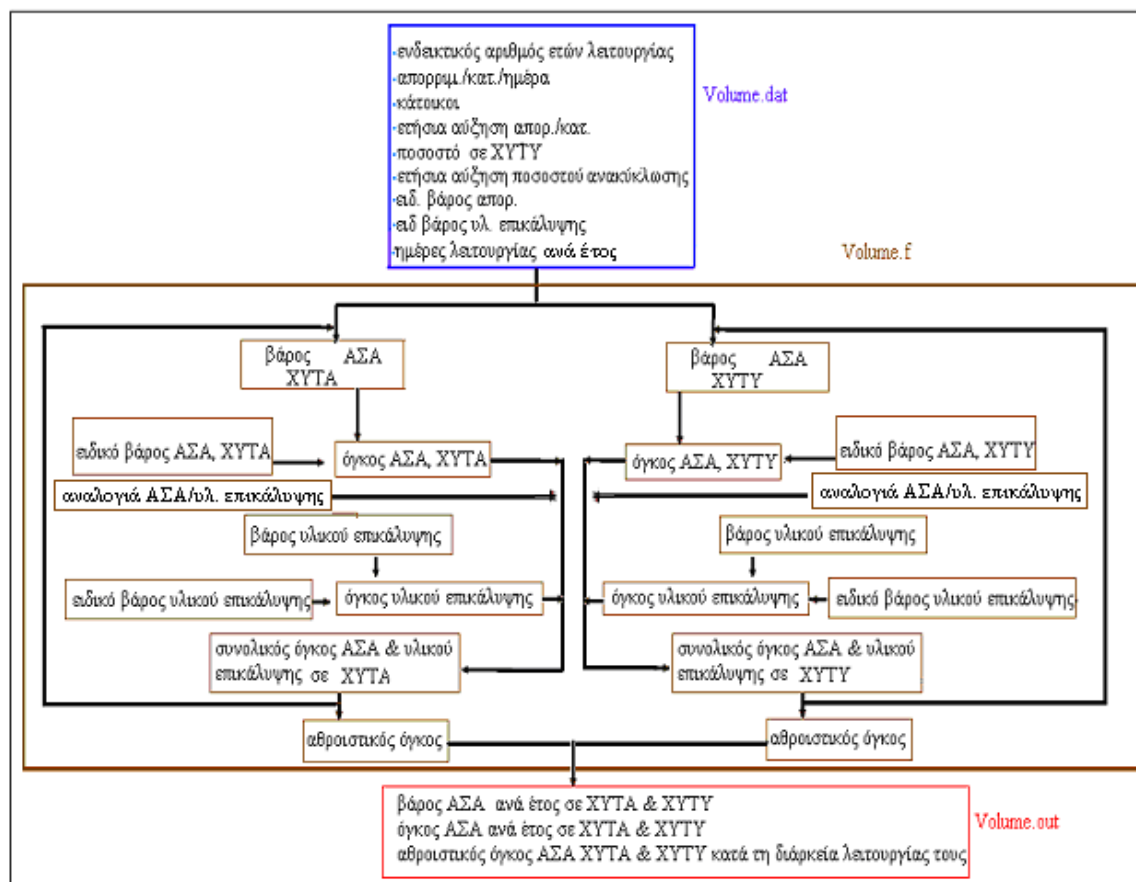 -ενδεικτικός αριθμός ετών λειτουργίας
-απορριμ./κατ./ημέρα
-κάτοικοι
-ετήσια αύξηση απορ./κατ.
-ποσοστό σε ΧΥΤΥ
-ετήσια αύξηση ποσοστού ανακύκλωσης
-ειδ. βάρος απορ.
-ειδ βάρος υλ. επικάλυψης
-ημέρες λειτουργίας ανά έτος
Volume.dat
Volume.f
βάρος ΑΣΑ
ΧΥΤΑ
βάρος ΑΣΑ
ΧΥΤΥ
ειδικό βάρος ΑΣΑ, ΧΥΤΑ
όγκος ΑΣΑ, ΧΥΤΑ
όγκος ΑΣΑ, ΧΥΤΥ
ειδικό βάρος ΑΣΑ, ΧΥΤΥ
αναλογιά ΑΣΑ/υλ. επικάλυψης
αναλογιά ΑΣΑ/υλ. επικάλυψης
βάρος υλικού επικάλυψης
βάρος υλικού επικάλυψης
ειδικό βάρος υλικού επικάλυψης
όγκος υλικού επικάλυψης
όγκος υλικού επικάλυψης
ειδικό βάρος υλικού επικάλυψης
συνολικός όγκος ΑΣΑ & υλικού
επικάλυψης σε ΧΥΤΑ
συνολικός όγκος ΑΣΑ & υλικού
επικάλυψης σε ΧΥΤΥ
αθροιστικός όγκος
αθροιστικός όγκος
βάρος ΑΣΑ ανά έτος σε ΧΥΤΑ & ΧΥΤΥ
όγκος ΑΣΑ ανά έτος σε ΧΥΤΑ & ΧΥΤΥ
αθροιστικός όγκος ΑΣΑ ΧΥΤΑ & ΧΥΤΥ κατά τη διάρκεία λειτουργίας τους
Volume.out